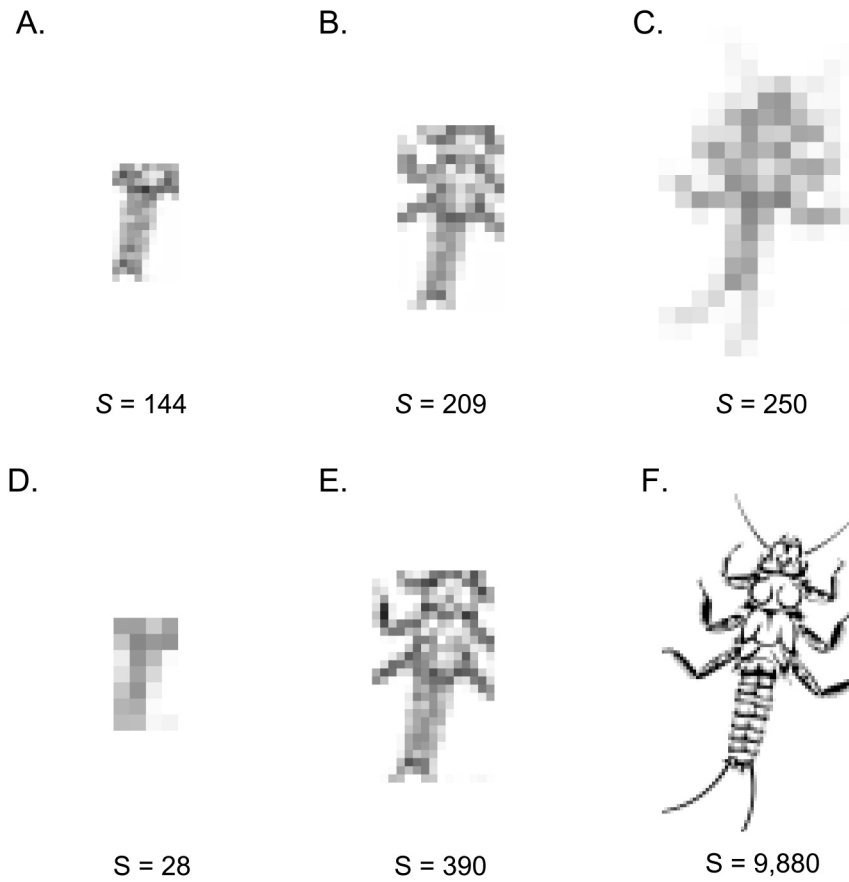 A. B. C.
S = 144 S = 209 S = 250
D. E. F.
S = 28 S = 390 S = 9,880